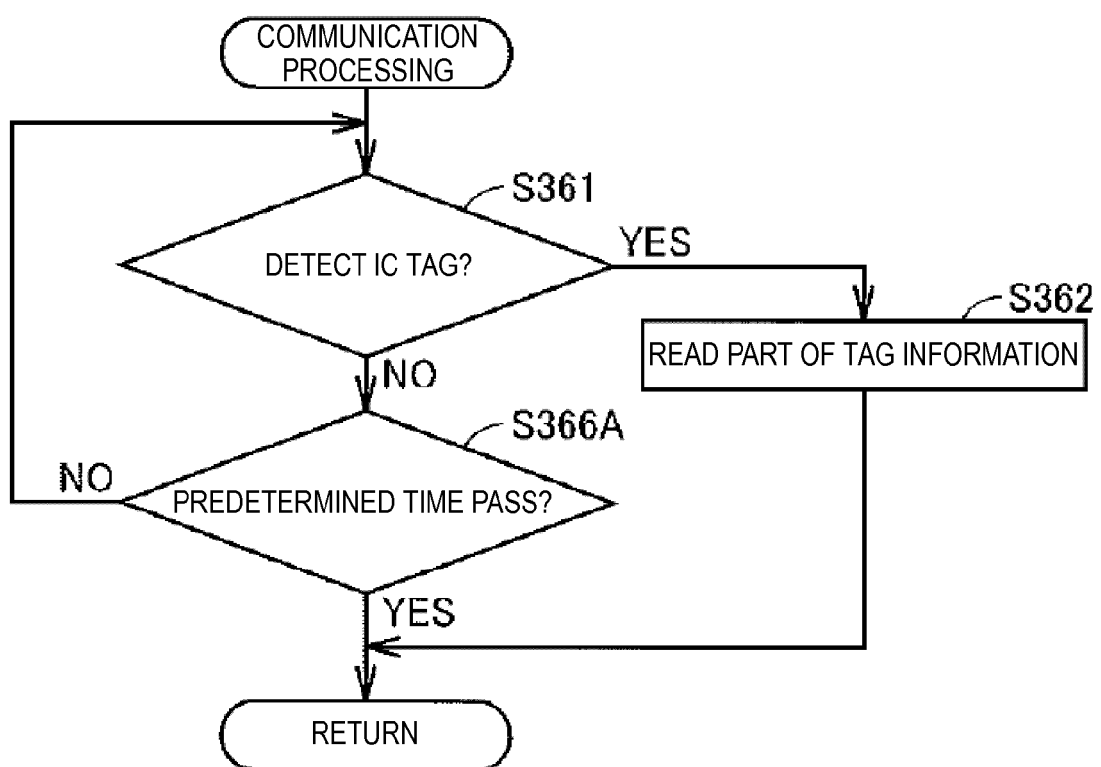 COMMUNICATION
PROCESSING
S361
DETECT IC TAG?
YES
S362
READ PART OF TAG INFORMATION
NO
S366A
NO
PREDETERMINED TIME PASS?
YES
RETURN